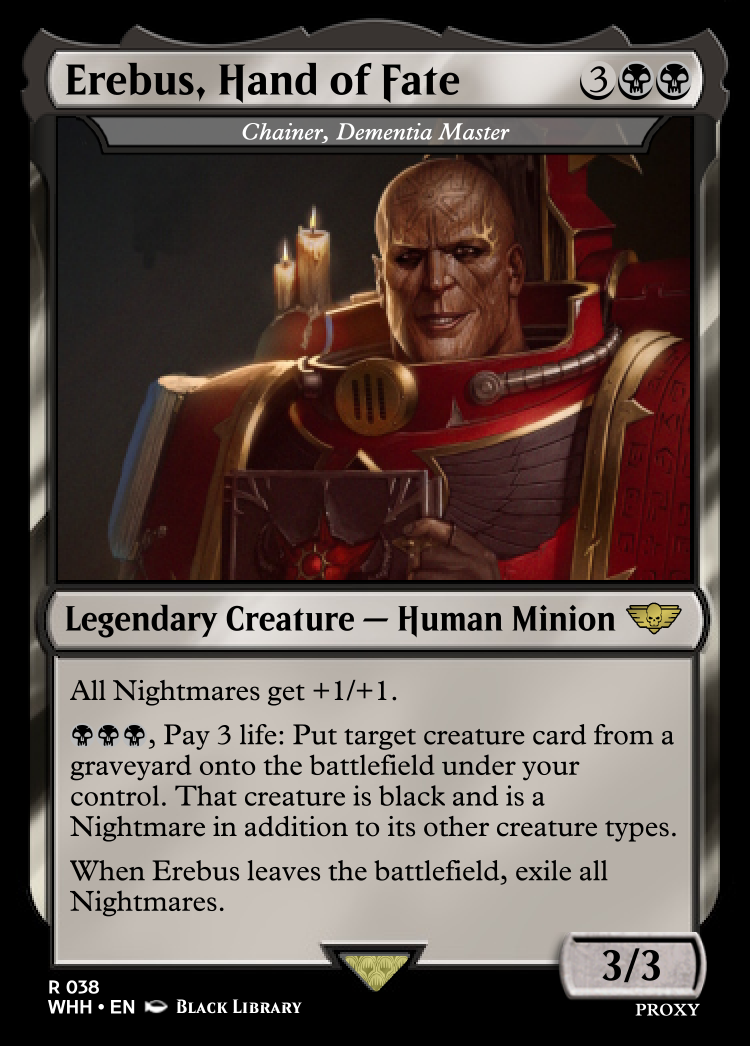 Erebus, Hand of Fate 3
Chainer, Dementia Master
Legendary Creature — Human Minion
All Nightmares get +1/+1.
, Pay 3 life: Put target creature card from a
graveyard onto the battlefield under your
control. That creature is black and is a
Nightmare in addition to its other creature types.
When Erebus leaves the battlefield, exile all
Nightmares.
3/3
R 038
WHH • EN Black Library
PROXY